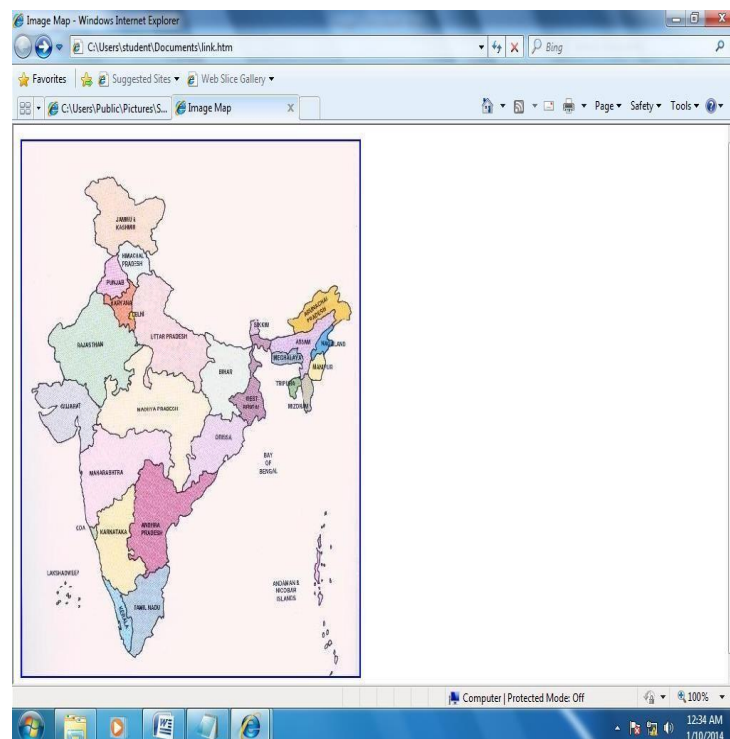 Image Map - Windows Internet Explorer
C:\Users\student\Documents\link.htm
Bing
Favorites
Suggested Sites
Web Slice Gallery
C:\Users\Public\Pictures\S...
Image Map
X
Page
Safety
Tools
JAMMU &
KASHMIR
HIMACHAL
PRADESH
PUNJAB
HARYANA
DELHI
RAJASTHAN
UTTAR PRADESH
SIKKIM
ARUNACHAL
PRADESH
ASSAM
NAGALAND
MEGHALAYA
BIHAR
MANIPUR
TRIPURA
GUJARAT
MADHYA PRADESH
WEST
MIZORAM
ORISSA
BAY
OF
BENGAL
MAHARASHTRA
GOA
KARNATAKA
ANDHRA
PRADESH
LAKSHADWEEP
ANDAMAN &
NICOBAR
ISLANDS
KERALA
TAMIL NADU
Computer | Protected Mode: Off
100%
12:34 AM
1/10/2014